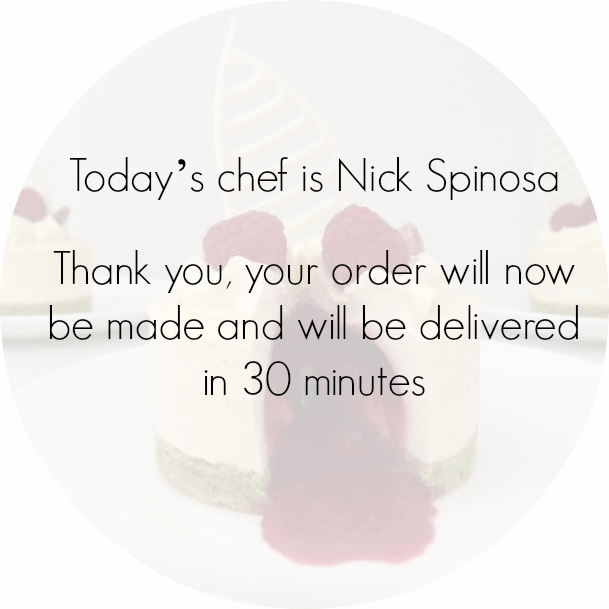 Today’s chef is Nick Spinosa
Thank you, your order will now
be made and will be delivered
in 30 minutes